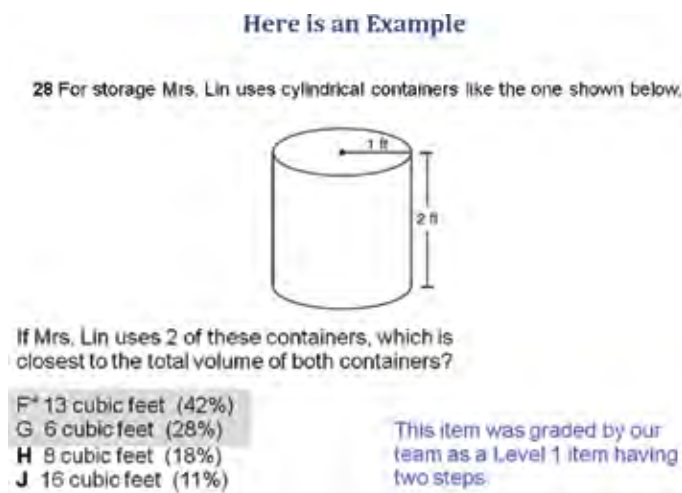 Here is an Example
28 For storage Mrs. Lin uses cylindrical containers like the one shown below.
1 ft
2 ft
If Mrs. Lin uses 2 of these containers, which is
closest to the total volume of both containers?
F* 13 cubic feet (42%)
G 6 cubic feet (28%)
H 8 cubic feet (18%)
J 16 cubic feet (11%)
This item was graded by our
team as a Level 1 item having
two steps